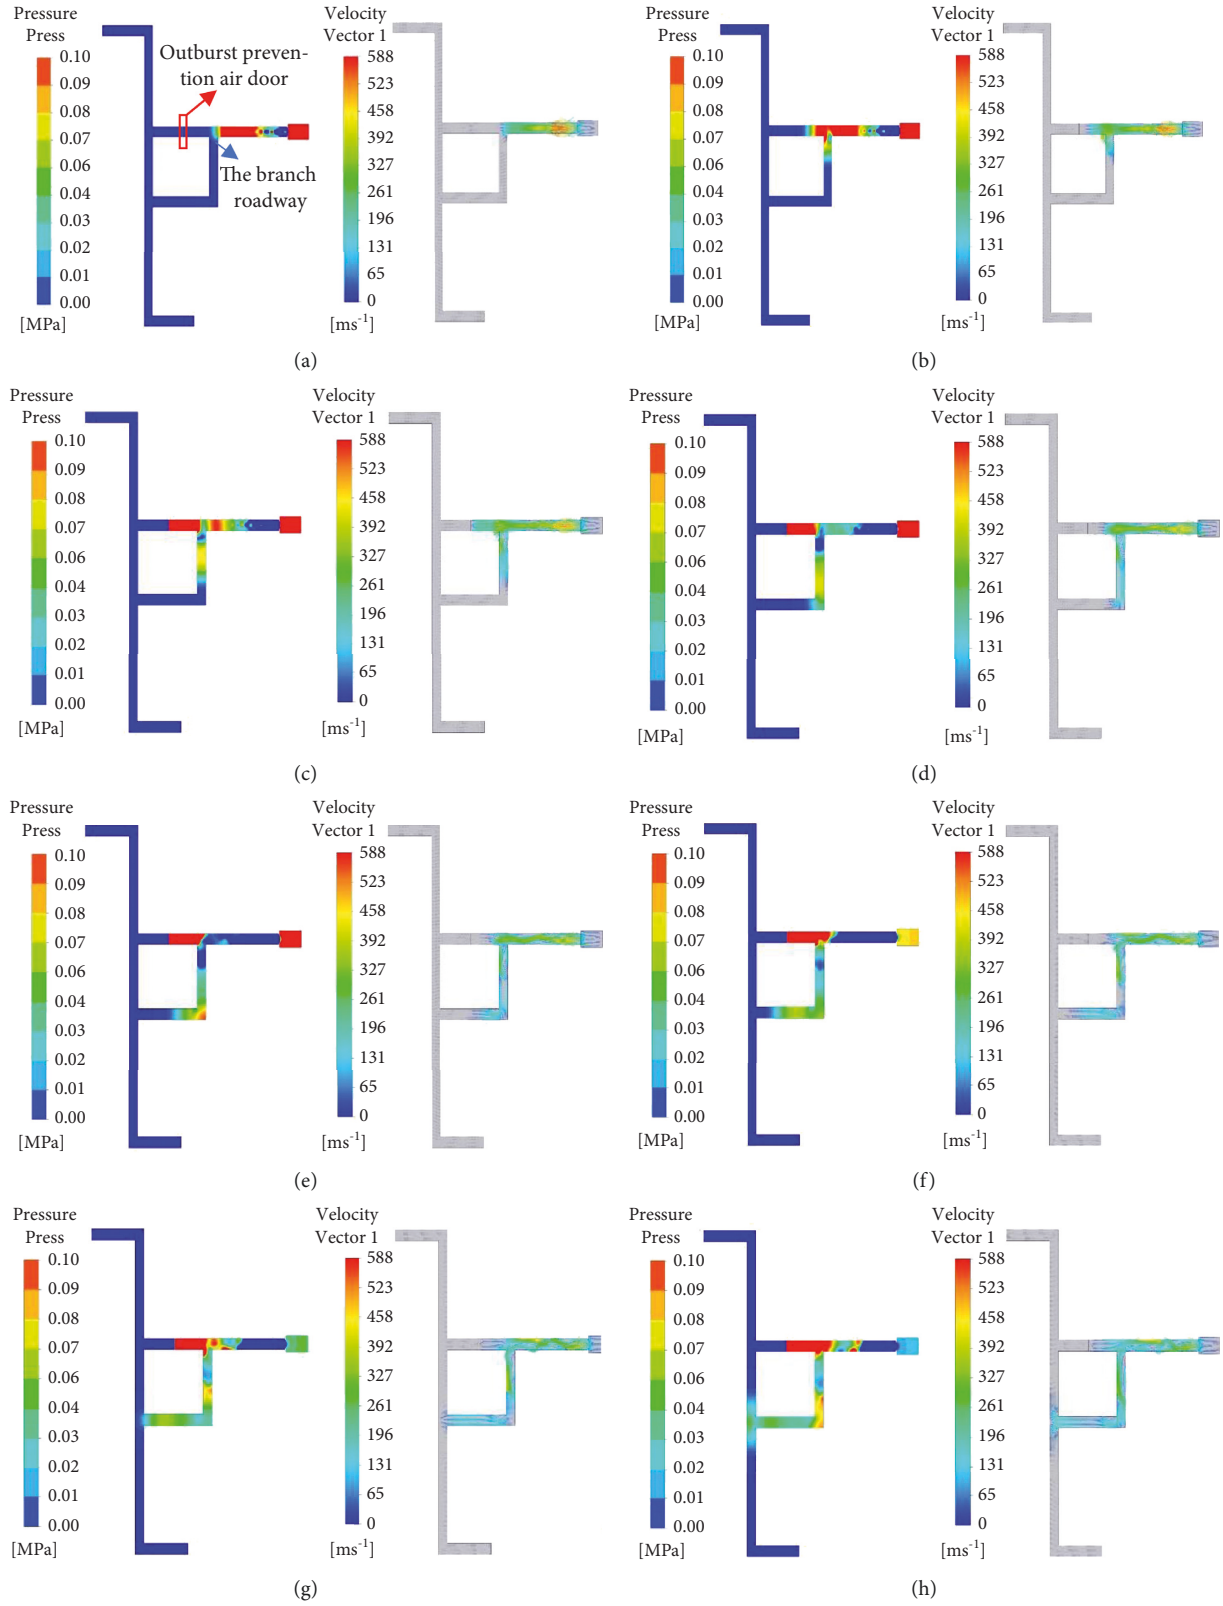 Pressure
Press
0.10
0.09
0.08
0.07
0.06
0.04
0.03
0.02
0.01
0.00
[MPa]
Outburst preven-
tion air door
The branch
roadway
Velocity
Vector 1
588
523
458
392
327
261
196
131
65
0
[ms-1]
(a)
Pressure
Press
0.10
0.09
0.08
0.07
0.06
0.04
0.03
0.02
0.01
0.00
[MPa]
Velocity
Vector 1
588
523
458
392
327
261
196
131
65
0
[ms-1]
(b)
Pressure
Press
0.10
0.09
0.08
0.07
0.06
0.04
0.03
0.02
0.01
0.00
[MPa]
Velocity
Vector 1
588
523
458
392
327
261
196
131
65
0
[ms-1]
(c)
Pressure
Press
0.10
0.09
0.08
0.07
0.06
0.04
0.03
0.02
0.01
0.00
[MPa]
Velocity
Vector 1
588
523
458
392
327
261
196
131
65
0
[ms-1]
(d)
Pressure
Press
0.10
0.09
0.08
0.07
0.06
0.04
0.03
0.02
0.01
0.00
[MPa]
Velocity
Vector 1
588
523
458
392
327
261
196
131
65
0
[ms-1]
(e)
Pressure
Press
0.10
0.09
0.08
0.07
0.06
0.04
0.03
0.02
0.01
0.00
[MPa]
Velocity
Vector 1
588
523
458
392
327
261
196
131
65
0
[ms-1]
(f)
Pressure
Press
0.10
0.09
0.08
0.07
0.06
0.04
0.03
0.02
0.01
0.00
[MPa]
Velocity
Vector 1
588
523
458
392
327
261
196
131
65
0
[ms-1]
(g)
Pressure
Press
0.10
0.09
0.08
0.07
0.06
0.04
0.03
0.02
0.01
0.00
[MPa]
Velocity
Vector 1
588
523
458
392
327
261
196
131
65
0
[ms-1]
(h)